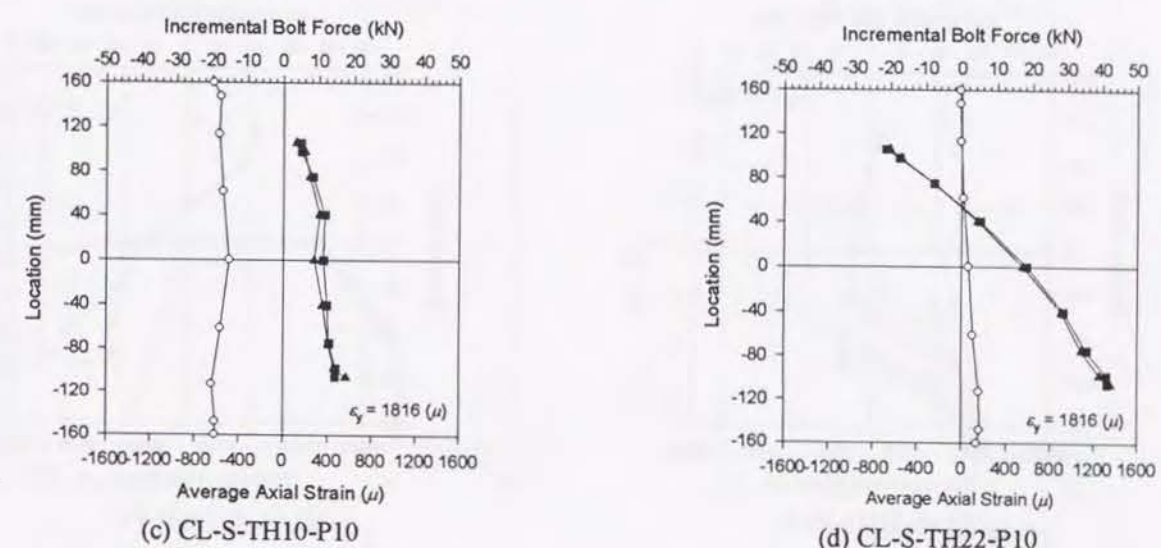 Incremental Bolt Force (kN)
-50 -40 -30 -20 -10 0 10 20 30 40 50
160
120
80
40
0
-40
-80
-120
-160
Location (mm)
εy = 1816 (μ)
-1600 -1200 -800 -400 0 400 800 1200 1600
Average Axial Strain (μ)
(c) CL-S-TH10-P10
Incremental Bolt Force (kN)
-50 -40 -30 -20 -10 0 10 20 30 40 50
160
120
80
40
0
-40
-80
-120
-160
Location (mm)
εy = 1816 (μ)
-1600 -1200 -800 -400 0 400 800 1200 1600
Average Axial Strain (μ)
(d) CL-S-TH22-P10